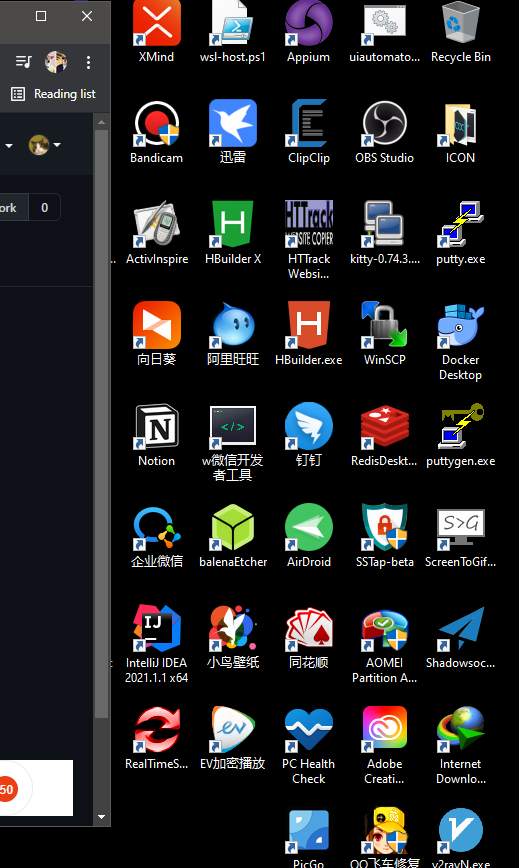 Reading list
ork 0
50
XMind
wsl-host.ps1
Appium
uiautomato...
Recycle Bin
Bandicam
迅雷
ClipClip
OBS Studio
ICON
ActivInspire
HBuilder X
HTTrack
WEBSITE COPIER
HTTrack
Websi...
kitty-0.74.3....
putty.exe
向日葵
阿里旺旺
HBuilder.exe
WinSCP
Docker
Desktop
Notion
w微信开发
者工具
钉钉
RedisDeskt...
puttygen.exe
企业微信
balenaEtcher
AirDroid
SSTap-beta
S>G
ScreenToGif...
IJ
IntelliJ IDEA
2021.1.1 x64
小鸟壁纸
同花顺
AOMEI
Partition A...
Shadowsoc...
RealTimeS...
EV
EV加密播放
PC Health
Check
Adobe
Creati...
Internet
Downlo...
PicGo
QQ飞车修复
v2rayN.exe